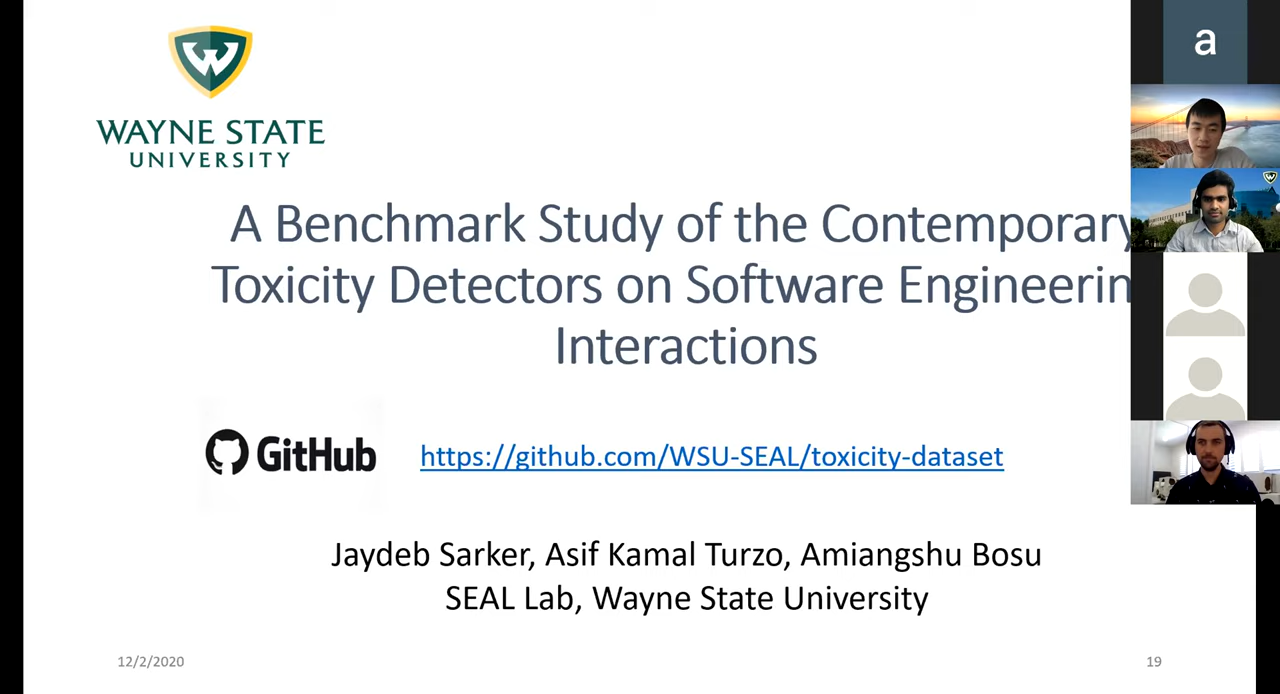 WAYNE STATE
UNIVERSITY
a
A Benchmark Study of the Contemporary
Toxicity Detectors on Software Engineerin
Interactions
GitHub
https://github.com/WSU-SEAL/toxicity-dataset
Jaydeb Sarker, Asif Kamal Turzo, Amiangshu Bosu
SEAL Lab, Wayne State University
12/2/2020
19